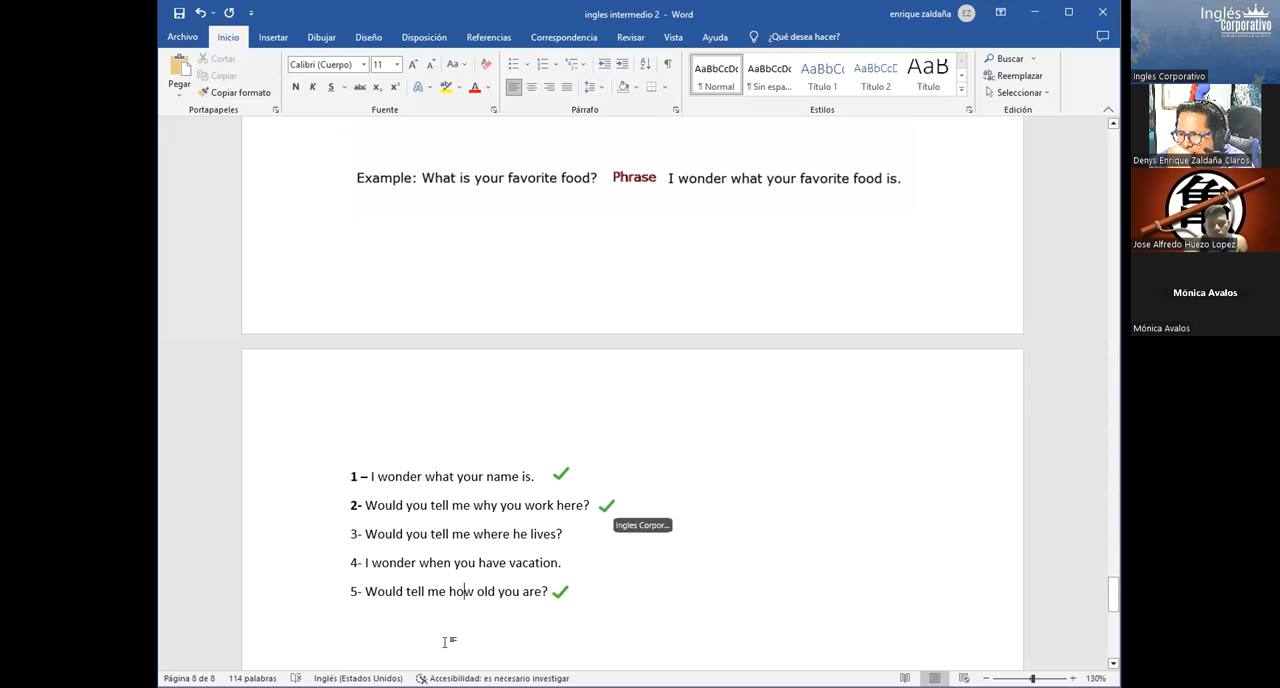 ingles intermedio 2 - Word
enrique zaldaña EZ
Archivo Inicio Insertar Dibujar Diseño Disposición Referencias Correspondencia Revisar Vista Ayuda ¿Qué desea hacer?
Pegar
Cortar
Copiar
Copiar formato
Portapapeles
Calibri (Cuerpo) 11
N K S abc x₂ x²
Fuente
Párrafo
AaBbCcDc AaBbCcDc AaBbCc AaBbCcD AaB
¶ Normal ¶ Sin espa... Título 1 Título 2 Título
Estilos
Buscar
Reemplazar
Seleccionar
Edición
Example: What is your favorite food? Phrase I wonder what your favorite food is.
1 – I wonder what your name is.
2- Would you tell me why you work here?
Ingles Corpor...
3- Would you tell me where he lives?
4- I wonder when you have vacation.
5- Would tell me how old you are?
Página 8 de 8 114 palabras Inglés (Estados Unidos) Accesibilidad: es necesario investigar 130%
Inglés
Corporativo
Ingles Corporativo
Denys Enrique Zaldaña Claros
亀
Jose Alfredo Huezo Lopez
Mónica Avalos
Mónica Avalos